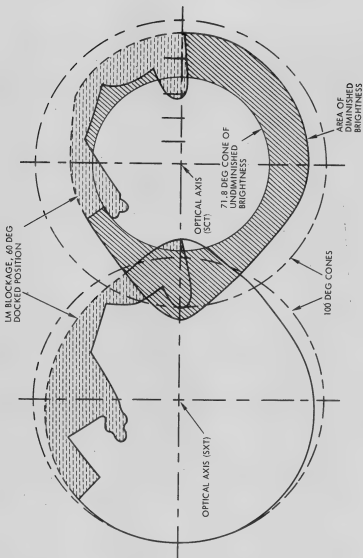 LM BLOCKAGE, 60 DEG
DOCKED POSITION
OPTICAL AXIS
(SCT)
71.8 DEG CONE OF
UNDIMINISHED
BRIGHTNESS
AREA OF
DIMINISHED
BRIGHTNESS
100 DEG CONES
OPTICAL AXIS (SXT)